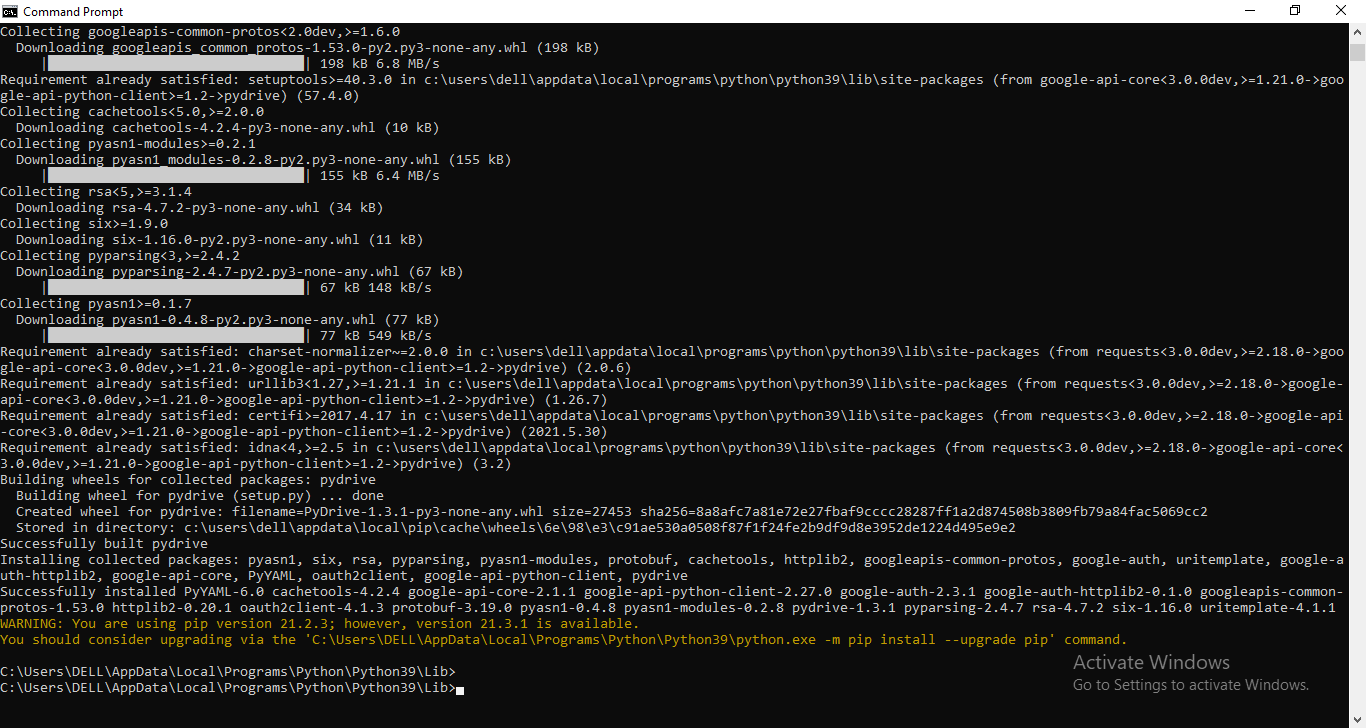 Command Prompt
Collecting googleapis-common-protos<2.0dev,>=1.6.0
  Downloading googleapis_common_protos-1.53.0-py2.py3-none-any.whl (198 kB)
     |████████████████████████████████| 198 kB 6.8 MB/s
Requirement already satisfied: setuptools>=40.3.0 in c:\users\dell\appdata\local\programs\python\python39\lib\site-packages (from google-api-core<3.0.0dev,>=1.21.0->goo
gle-api-python-client>=1.2->pydrive) (57.4.0)
Collecting cachetools<5.0,>=2.0.0
  Downloading cachetools-4.2.4-py3-none-any.whl (10 kB)
Collecting pyasn1-modules>=0.2.1
  Downloading pyasn1_modules-0.2.8-py2.py3-none-any.whl (155 kB)
     |████████████████████████████████| 155 kB 6.4 MB/s
Collecting rsa<5,>=3.1.4
  Downloading rsa-4.7.2-py3-none-any.whl (34 kB)
Collecting six>=1.9.0
  Downloading six-1.16.0-py2.py3-none-any.whl (11 kB)
Collecting pyparsing<3,>=2.4.2
  Downloading pyparsing-2.4.7-py2.py3-none-any.whl (67 kB)
     |████████████████████████████████| 67 kB 148 kB/s
Collecting pyasn1>=0.1.7
  Downloading pyasn1-0.4.8-py2.py3-none-any.whl (77 kB)
     |████████████████████████████████| 77 kB 549 kB/s
Requirement already satisfied: charset-normalizer~=2.0.0 in c:\users\dell\appdata\local\programs\python\python39\lib\site-packages (from requests<3.0.0dev,>=2.18.0->goo
gle-api-core<3.0.0dev,>=1.21.0->google-api-python-client>=1.2->pydrive) (2.0.6)
Requirement already satisfied: urllib3<1.27,>=1.21.1 in c:\users\dell\appdata\local\programs\python\python39\lib\site-packages (from requests<3.0.0dev,>=2.18.0->google-
api-core<3.0.0dev,>=1.21.0->google-api-python-client>=1.2->pydrive) (1.26.7)
Requirement already satisfied: certifi>=2017.4.17 in c:\users\dell\appdata\local\programs\python\python39\lib\site-packages (from requests<3.0.0dev,>=2.18.0->google-api
-core<3.0.0dev,>=1.21.0->google-api-python-client>=1.2->pydrive) (2021.5.30)
Requirement already satisfied: idna<4,>=2.5 in c:\users\dell\appdata\local\programs\python\python39\lib\site-packages (from requests<3.0.0dev,>=2.18.0->google-api-core<
3.0.0dev,>=1.21.0->google-api-python-client>=1.2->pydrive) (3.2)
Building wheels for collected packages: pydrive
  Building wheel for pydrive (setup.py) ... done
  Created wheel for pydrive: filename=PyDrive-1.3.1-py3-none-any.whl size=27453 sha256=8a8afc7a81e72e27fbaf9cccc28287ff1a2d874508b3809fb79a84fac5069cc2
  Stored in directory: c:\users\dell\appdata\local\pip\cache\wheels\6e\98\e3\c91ae530a0508f87f1f24fe2b9df9d8e3952de1224d495e9e2
Successfully built pydrive
Installing collected packages: pyasn1, six, rsa, pyparsing, pyasn1-modules, protobuf, cachetools, httplib2, googleapis-common-protos, google-auth, uritemplate, google-a
uth-httplib2, google-api-core, PyYAML, oauth2client, google-api-python-client, pydrive
Successfully installed PyYAML-6.0 cachetools-4.2.4 google-api-core-2.1.1 google-api-python-client-2.27.0 google-auth-2.3.1 google-auth-httplib2-0.1.0 googleapis-common-
protos-1.53.0 httplib2-0.20.1 oauth2client-4.1.3 protobuf-3.19.0 pyasn1-0.4.8 pyasn1-modules-0.2.8 pydrive-1.3.1 pyparsing-2.4.7 rsa-4.7.2 six-1.16.0 uritemplate-4.1.1
WARNING: You are using pip version 21.2.3; however, version 21.3.1 is available.
You should consider upgrading via the 'C:\Users\DELL\AppData\Local\Programs\Python\Python39\python.exe -m pip install --upgrade pip' command.
C:\Users\DELL\AppData\Local\Programs\Python\Python39\Lib>
C:\Users\DELL\AppData\Local\Programs\Python\Python39\Lib>
Activate Windows
Go to Settings to activate Windows.